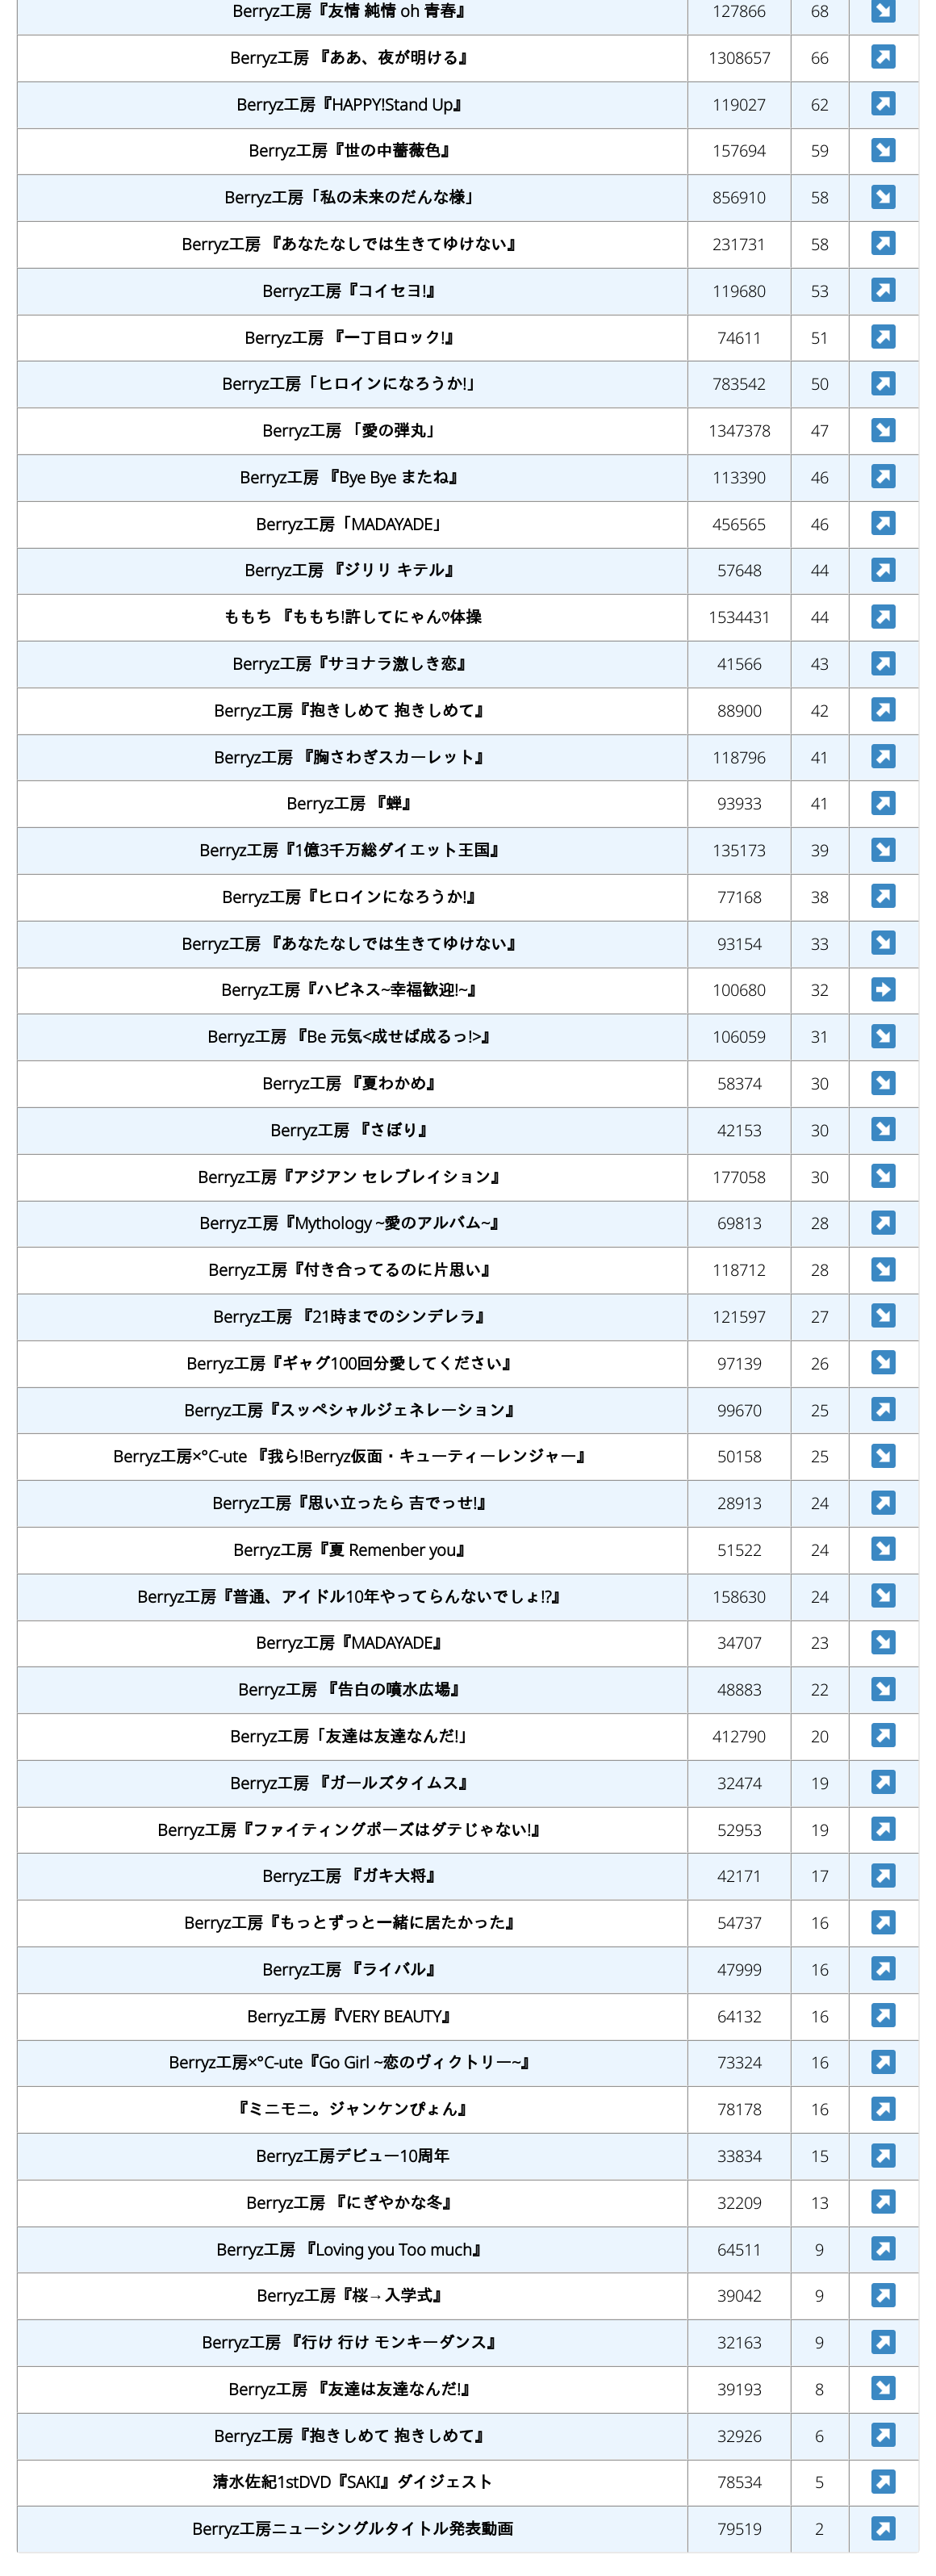 Berryz工房『友情 純情 oh 青春』 127866 68
Berryz工房 『ああ、夜が明ける』 1308657 66
Berryz工房『HAPPY!Stand Up』 119027 62
Berryz工房『世の中薔薇色』 157694 59
Berryz工房「私の未来のだんな様」 856910 58
Berryz工房 『あなたなしでは生きてゆけない』 231731 58
Berryz工房『コイセヨ!』 119680 53
Berryz工房 『一丁目ロック!』 74611 51
Berryz工房「ヒロインになろうか!」 783542 50
Berryz工房 「愛の弾丸」 1347378 47
Berryz工房 『Bye Bye またね』 113390 46
Berryz工房「MADAYADE」 456565 46
Berryz工房 『ジリリ キテル』 57648 44
ももち 『ももち!許してにゃん♡体操 1534431 44
Berryz工房『サヨナラ激しき恋』 41566 43
Berryz工房『抱きしめて 抱きしめて』 88900 42
Berryz工房 『胸さわぎスカーレット』 118796 41
Berryz工房 『蝉』 93933 41
Berryz工房『1億3千万総ダイエット王国』 135173 39
Berryz工房『ヒロインになろうか!』 77168 38
Berryz工房 『あなたなしでは生きてゆけない』 93154 33
Berryz工房『ハピネス~幸福歓迎!~』 100680 32
Berryz工房 『Be 元気<成せば成るっ!>』 106059 31
Berryz工房 『夏わかめ』 58374 30
Berryz工房 『さぼり』 42153 30
Berryz工房『アジアン セレブレイション』 177058 30
Berryz工房『Mythology ~愛のアルバム~』 69813 28
Berryz工房『付き合ってるのに片思い』 118712 28
Berryz工房 『21時までのシンデレラ』 121597 27
Berryz工房『ギャグ100回分愛してください』 97139 26
Berryz工房『スッペシャルジェネレーション』 99670 25
Berryz工房×°C-ute 『我ら!Berryz仮面・キューティーレンジャー』 50158 25
Berryz工房『思い立ったら 吉でっせ!』 28913 24
Berryz工房『夏 Remenber you』 51522 24
Berryz工房『普通、アイドル10年やってらんないでしょ!?』 158630 24
Berryz工房『MADAYADE』 34707 23
Berryz工房 『告白の噴水広場』 48883 22
Berryz工房「友達は友達なんだ!」 412790 20
Berryz工房 『ガールズタイムス』 32474 19
Berryz工房『ファイティングポーズはダテじゃない!』 52953 19
Berryz工房 『ガキ大将』 42171 17
Berryz工房『もっとずっと一緒に居たかった』 54737 16
Berryz工房 『ライバル』 47999 16
Berryz工房『VERY BEAUTY』 64132 16
Berryz工房×°C-ute『Go Girl ~恋のヴィクトリー~』 73324 16
『ミニモニ。ジャンケンぴょん』 78178 16
Berryz工房デビュー10周年 33834 15
Berryz工房 『にぎやかな冬』 32209 13
Berryz工房 『Loving you Too much』 64511 9
Berryz工房『桜→入学式』 39042 9
Berryz工房 『行け 行け モンキーダンス』 32163 9
Berryz工房 『友達は友達なんだ!』 39193 8
Berryz工房『抱きしめて 抱きしめて』 32926 6
清水佐紀1stDVD『SAKI』ダイジェスト 78534 5
Berryz工房ニューシングルタイトル発表動画 79519 2